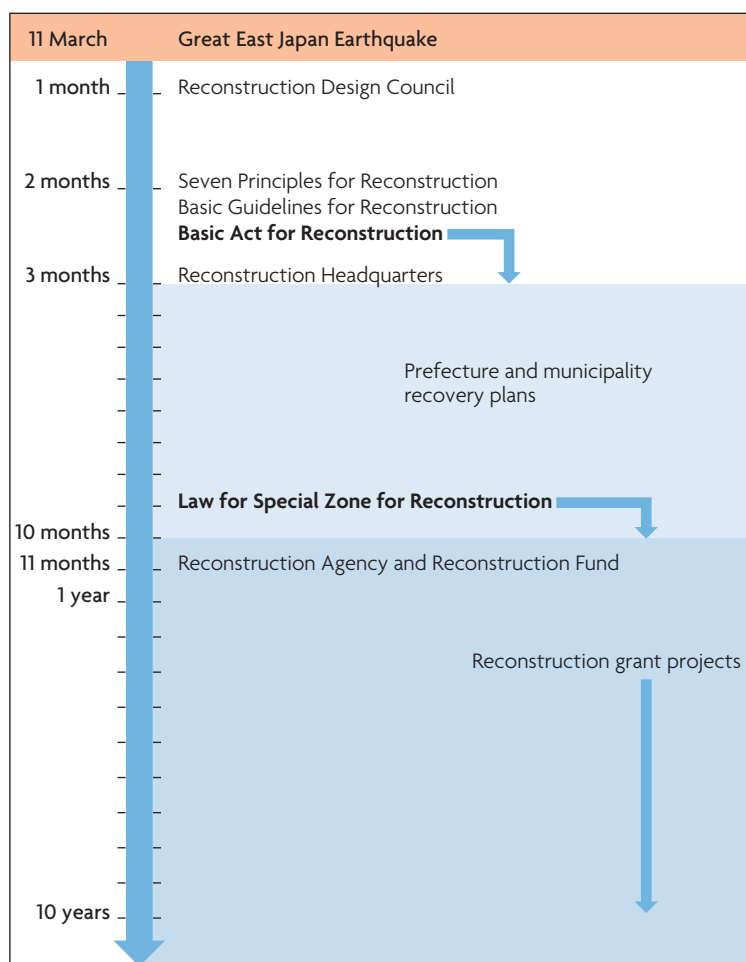 11 March Great East Japan Earthquake
1 month Reconstruction Design Council
2 months Seven Principles for Reconstruction
Basic Guidelines for Reconstruction
Basic Act for Reconstruction
3 months Reconstruction Headquarters
Prefecture and municipality
recovery plans
Law for Special Zone for Reconstruction
10 months
11 months Reconstruction Agency and Reconstruction Fund
1 year
Reconstruction grant projects
10 years